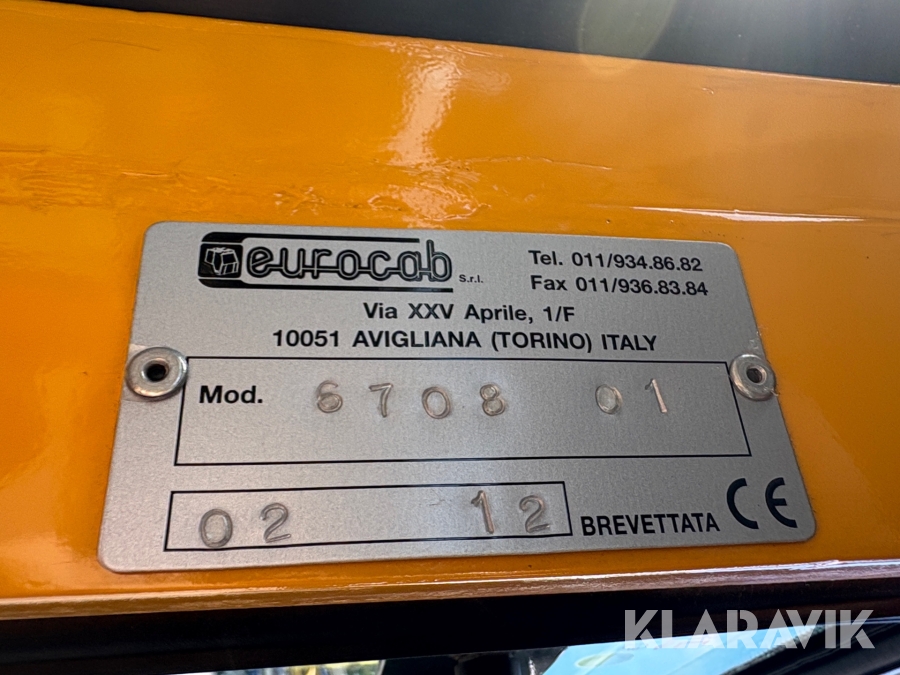 eurocab s.r.l.
Tel. 011/934.86.82
Fax 011/936.83.84
Via XXV Aprile, 1/F
10051 AVIGLIANA (TORINO) ITALY
Mod. 6708 01
02 12
BREVETTATA CE
KLARAVIK